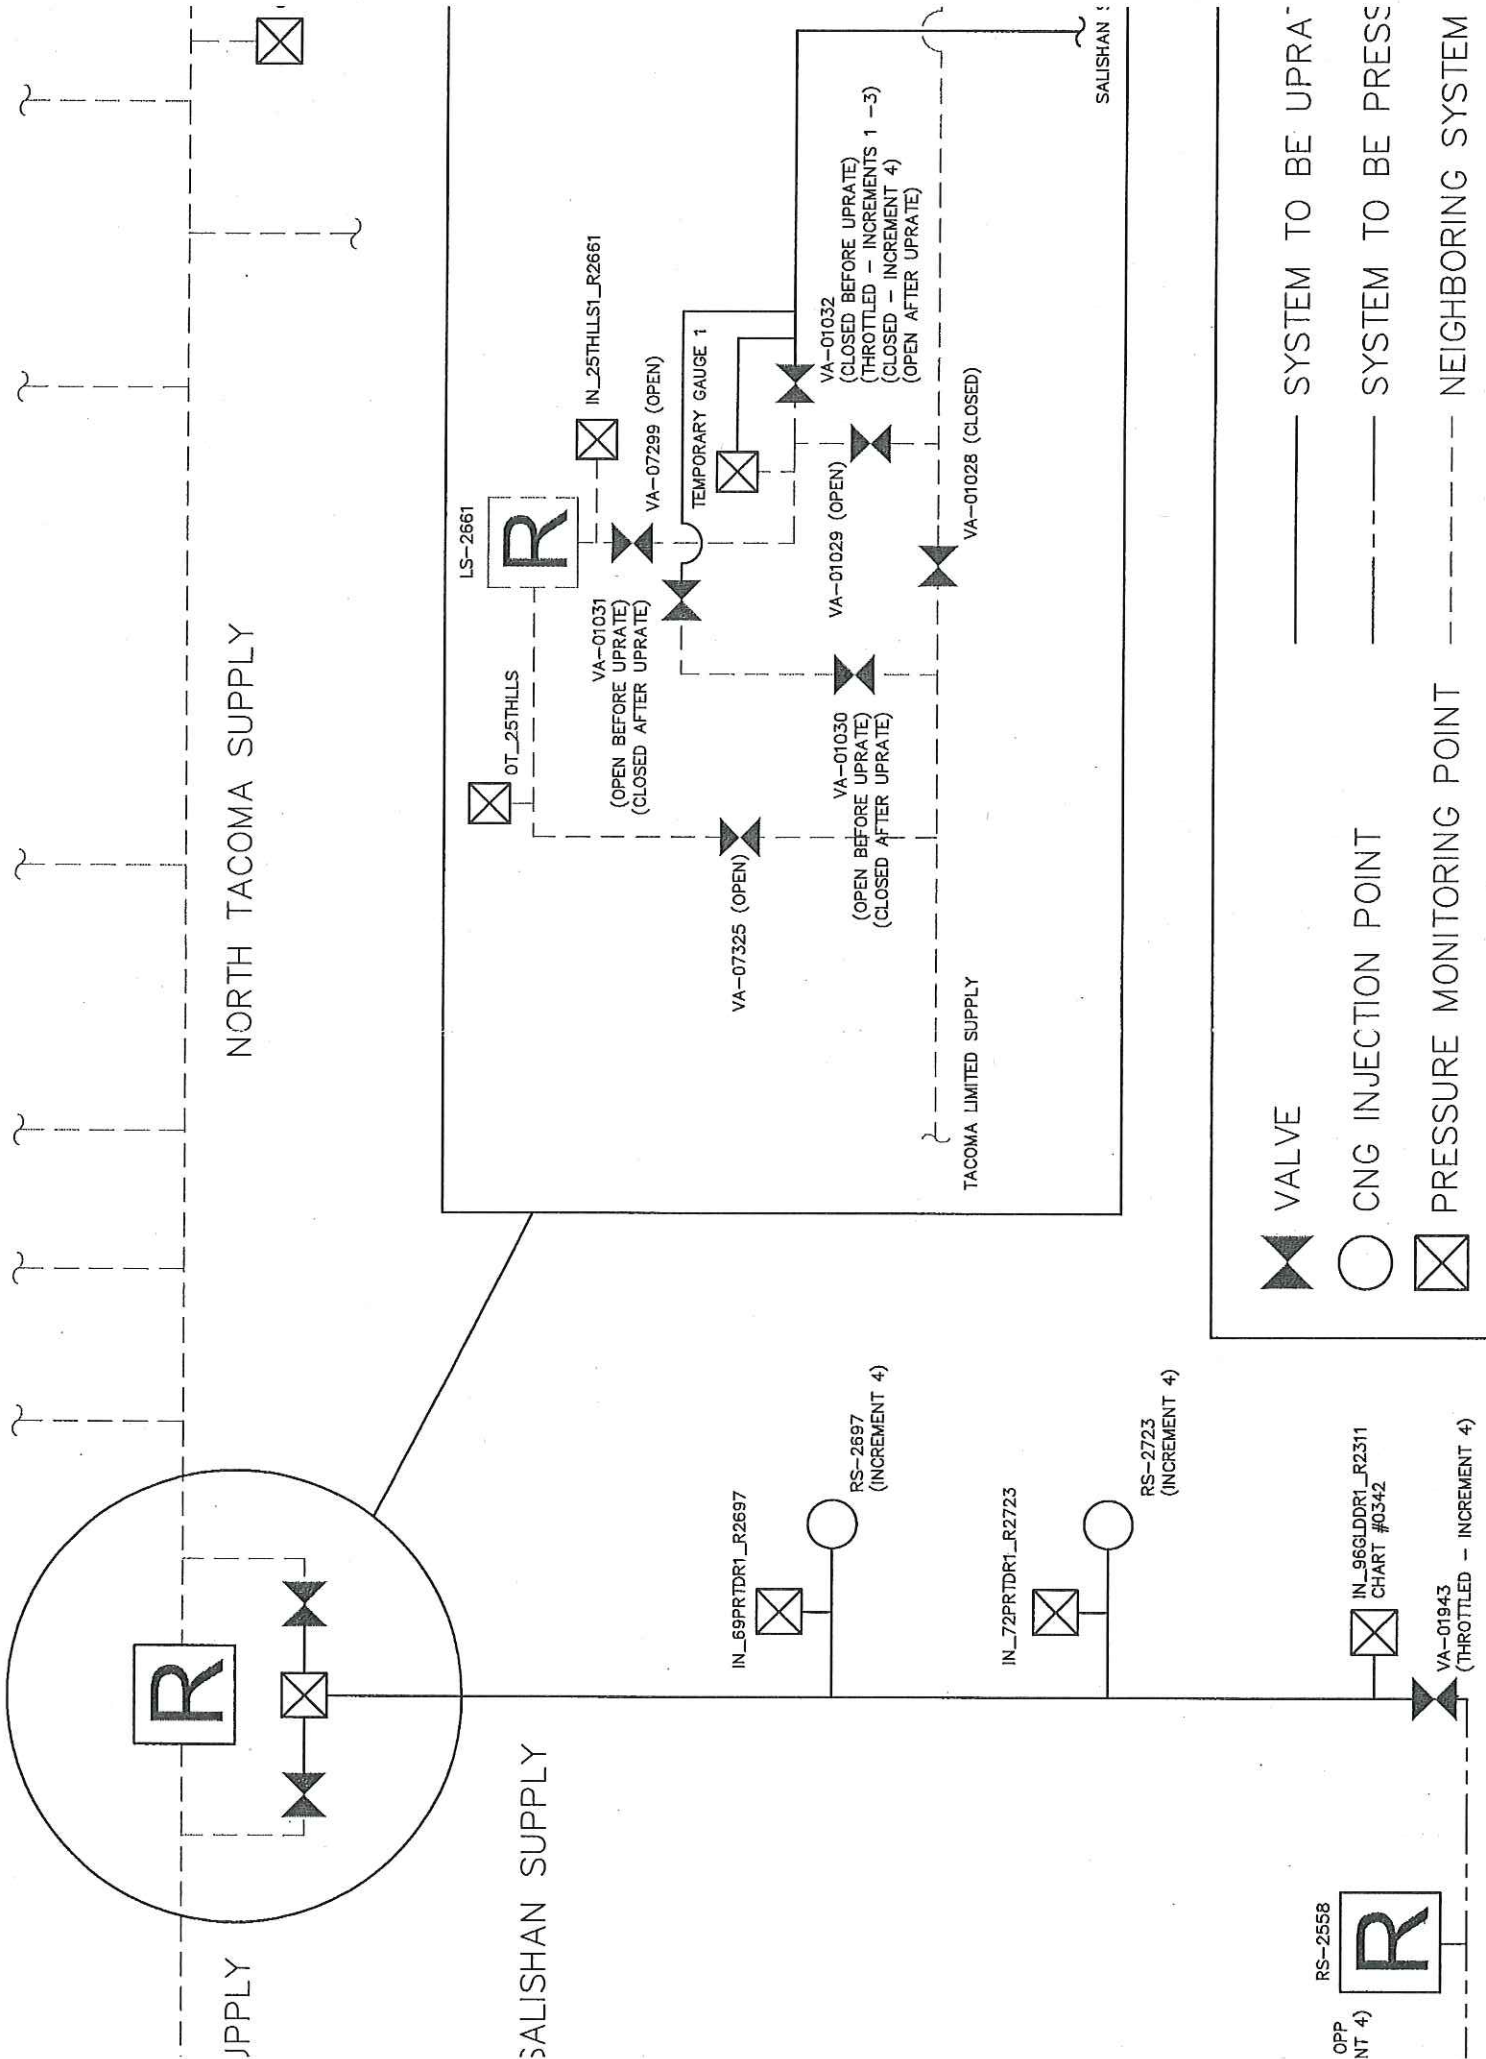 NORTH TACOMA SUPPLY
JPPLY
SALISHAN SUPPLY
R
LS-2661
R
OT_25THLLS
IN_25THLLS1_R2661
VA-07299 (OPEN)
VA-01031
(OPEN BEFORE UPRATE)
(CLOSED AFTER UPRATE)
TEMPORARY GAUGE 1
VA-07325 (OPEN)
VA-01032
(CLOSED BEFORE UPRATE)
(THROTTLED - INCREMENTS 1 -3)
(CLOSED - INCREMENT 4)
(OPEN AFTER UPRATE)
VA-01029 (OPEN)
VA-01030
(OPEN BEFORE UPRATE)
(CLOSED AFTER UPRATE)
VA-01028 (CLOSED)
TACOMA LIMITED SUPPLY
SALISHAN S
IN_69PRTDR1_R2697
RS-2697
(INCREMENT 4)
IN_72PRTDR1_R2723
RS-2723
(INCREMENT 4)
IN_96GLDDR1_R2311
CHART #0342
VA-01943
(THROTTLED - INCREMENT 4)
RS-2558
R
OPP
NT 4)
VALVE
CNG INJECTION POINT
PRESSURE MONITORING POINT
SYSTEM TO BE UPRAT
SYSTEM TO BE PRESS
NEIGHBORING SYSTEM